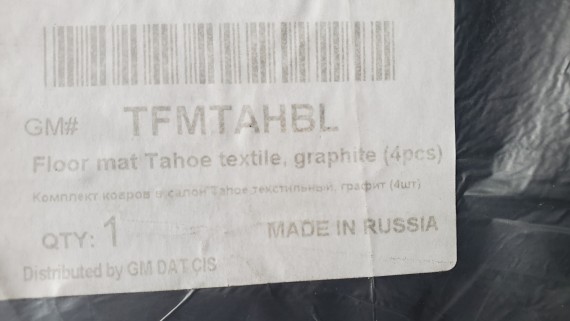 GM# TFMTAHBL
Floor mat Tahoe textile, graphite (4pcs)
Комплект ковров в салон Tahoe текстильный, графит (4шт)
QTY: 1 MADE IN RUSSIA
Distributed by GM DAT CIS